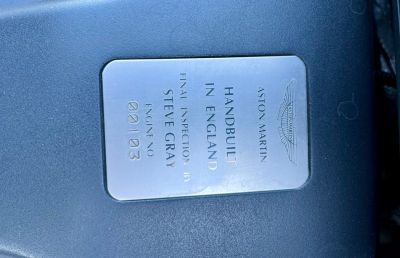 ASTON MARTIN
HANDBUILT
IN ENGLAND
FINAL INSPECTION BY
STEVE GRAY
ENGINE NO
00103